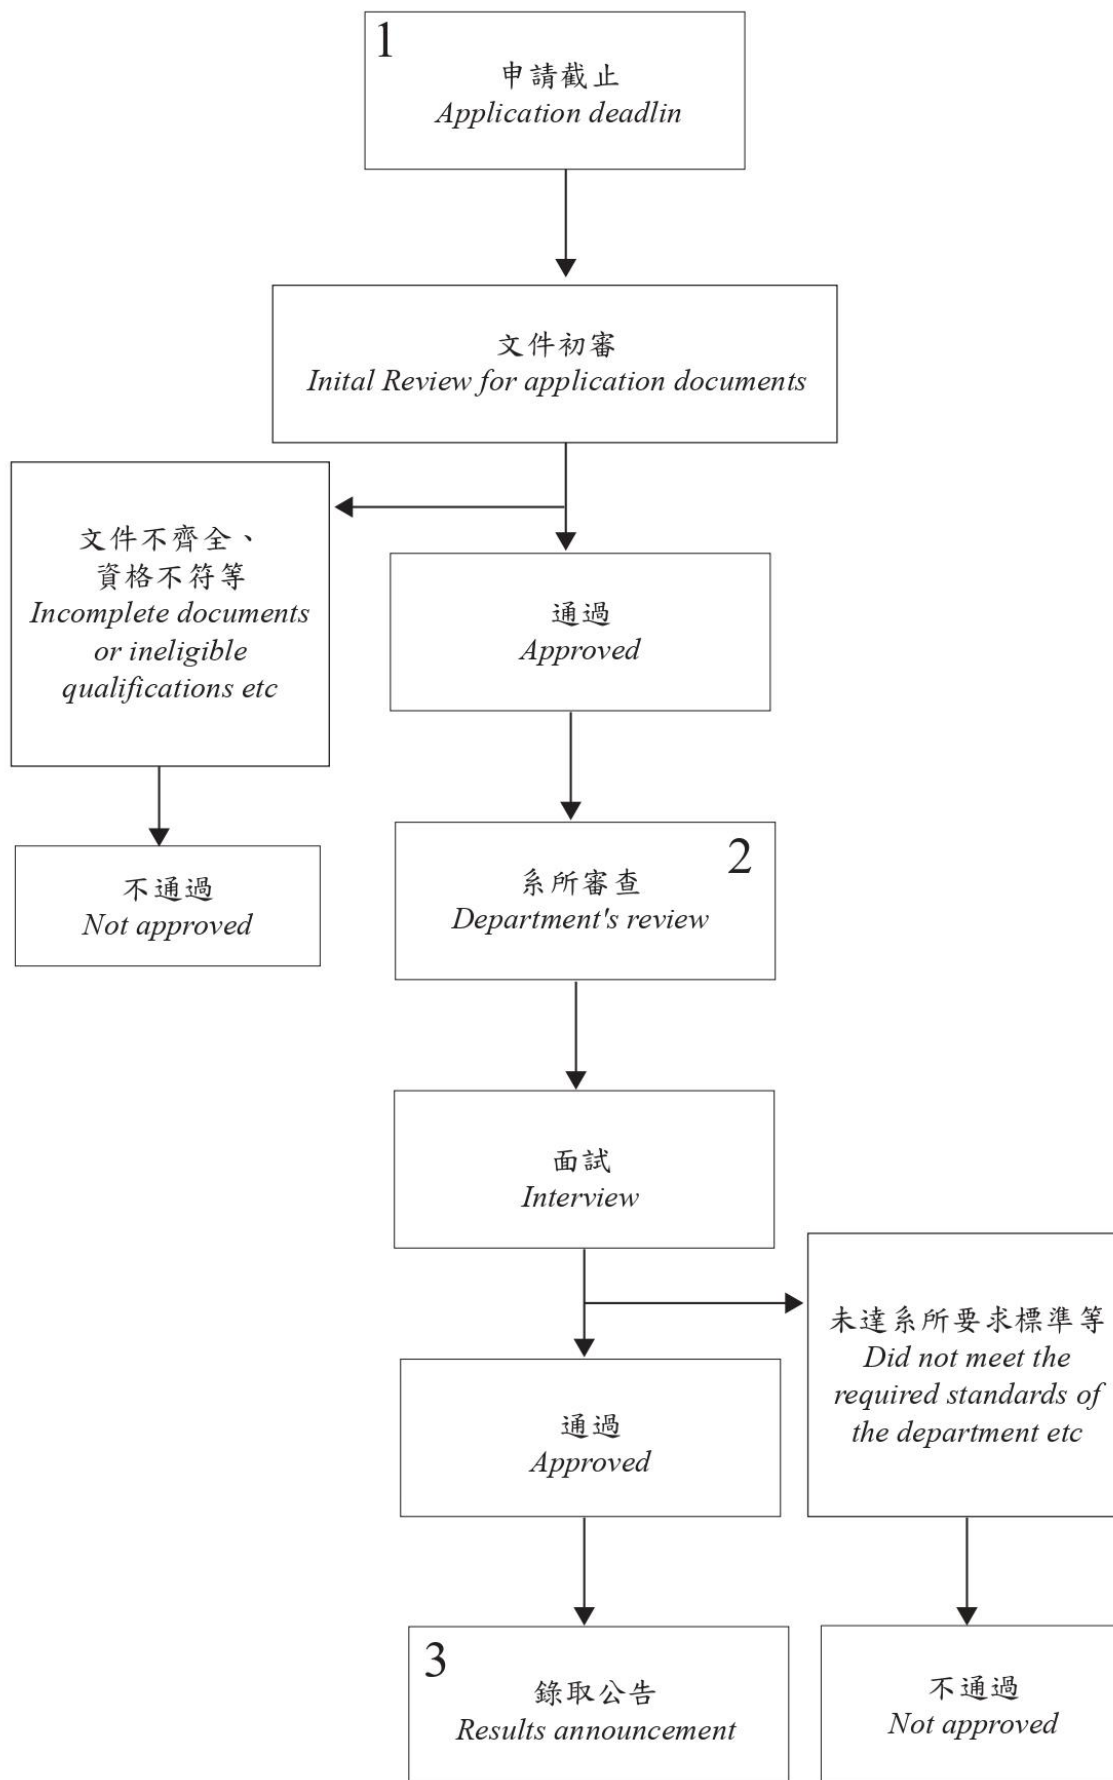 1
申請截止
Application deadlin
文件初審
Inital Review for application documents
文件不齊全、
資格不符等
Incomplete documents
or ineligible
qualifications etc
通過
Approved
不通過
Not approved
2
系所審查
Department's review
面試
Interview
未達系所要求標準等
Did not meet the
required standards of
the department etc
通過
Approved
3
錄取公告
Results announcement
不通過
Not approved